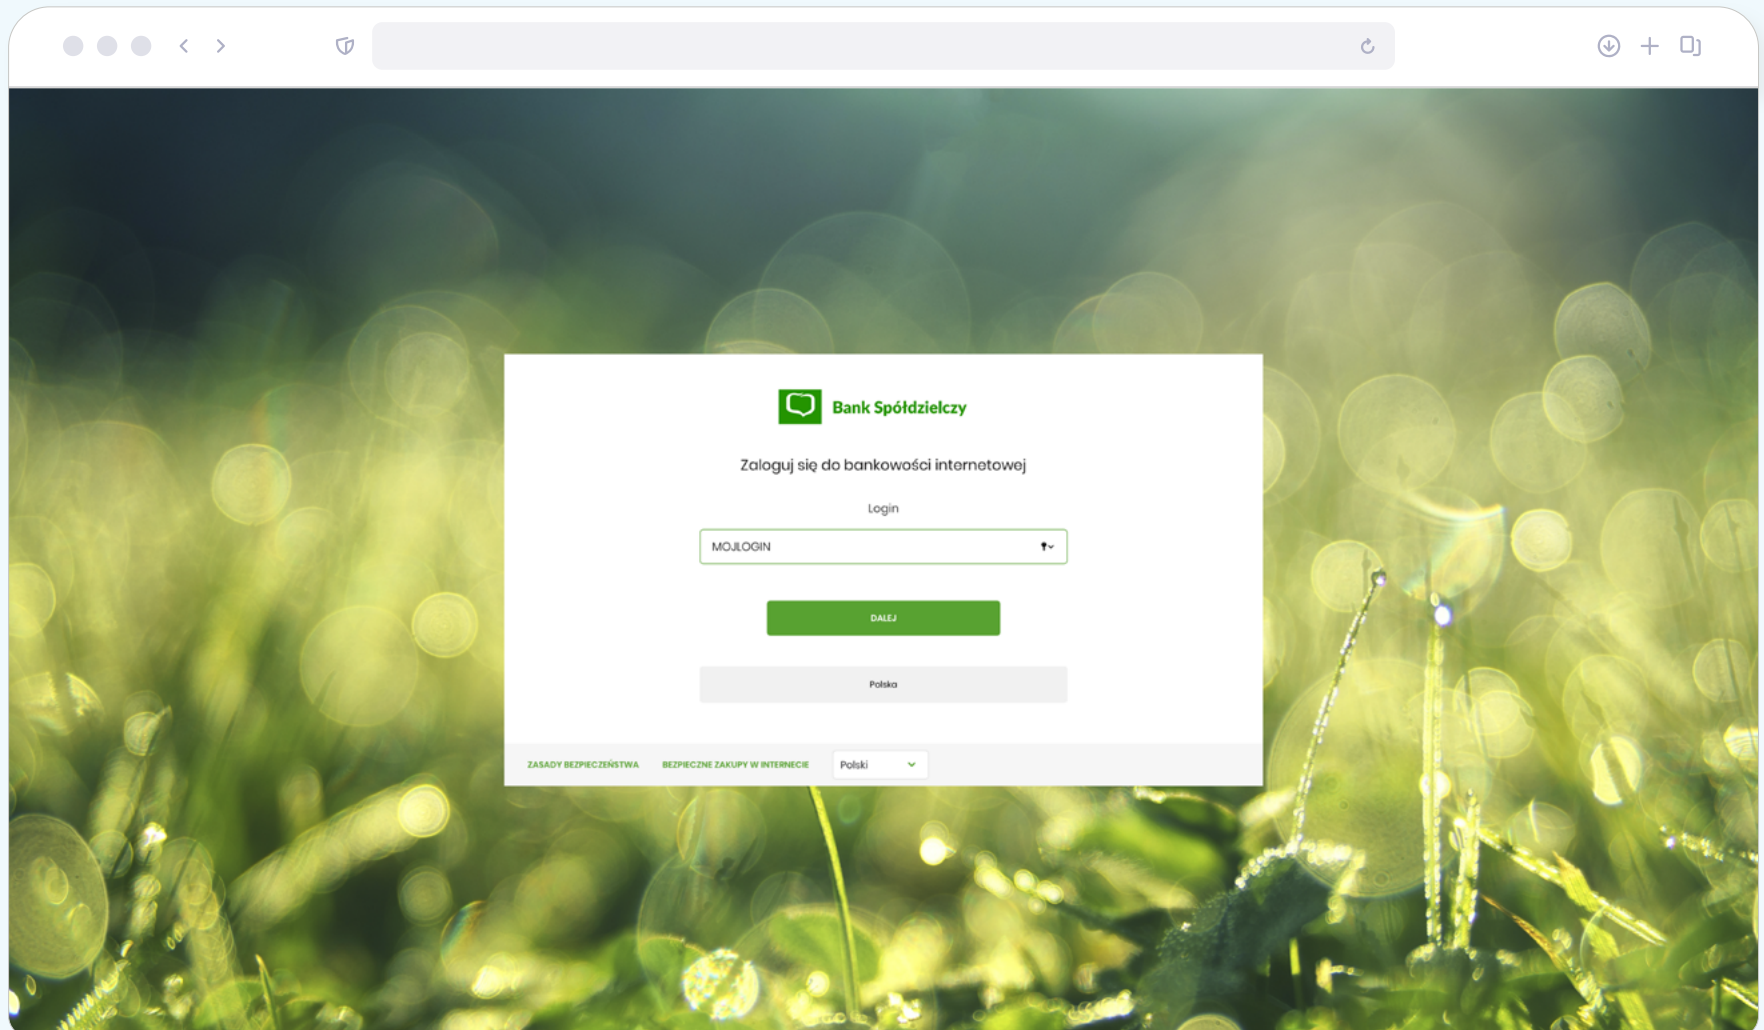 Bank Spółdzielczy
Zaloguj się do bankowości internetowej
Login
MOJLOGIN
DALEJ
Polska
ZASADY BEZPIECZEŃSTWA BEZPIECZNE ZAKUPY W INTERNECIE Polski